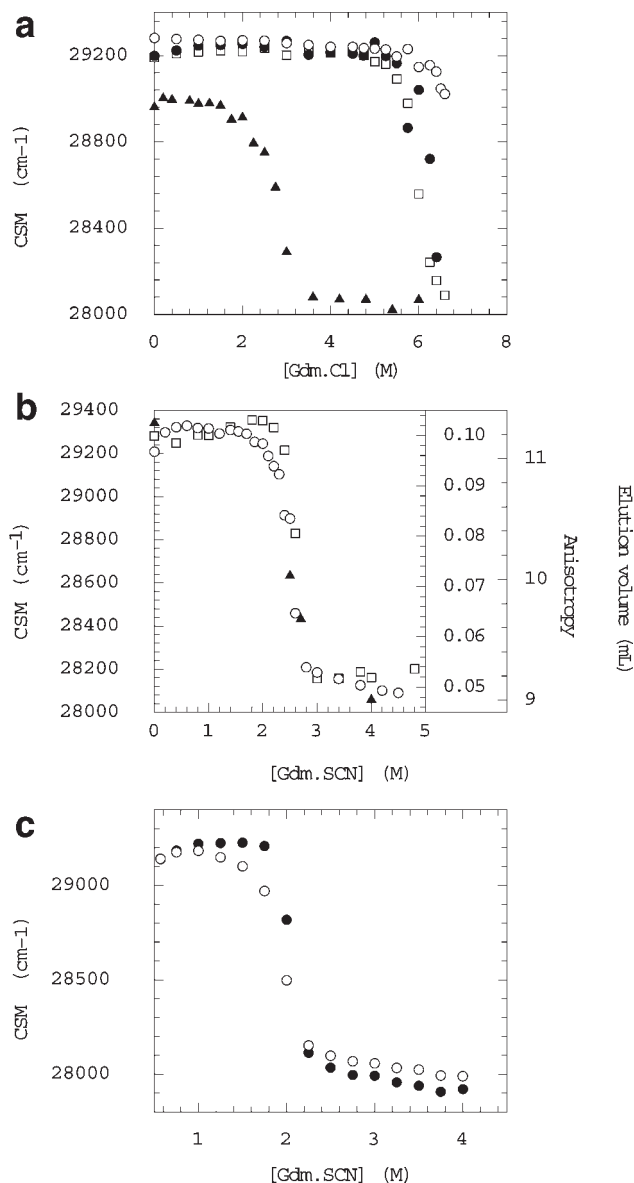 a
29200
28800
28400
28000
CSM (cm-1)
0 2 4 6 8
[Gdm.Cl] (M)
b
29400
29200
29000
28800
28600
28400
28200
28000
CSM (cm-1)
0.10
0.09
0.08
0.07
0.06
0.05
Anisotropy
11
10
9
Elution volume (mL)
0 1 2 3 4 5
[Gdm.SCN] (M)
c
29000
28500
28000
CSM (cm-1)
1 2 3 4
[Gdm.SCN] (M)